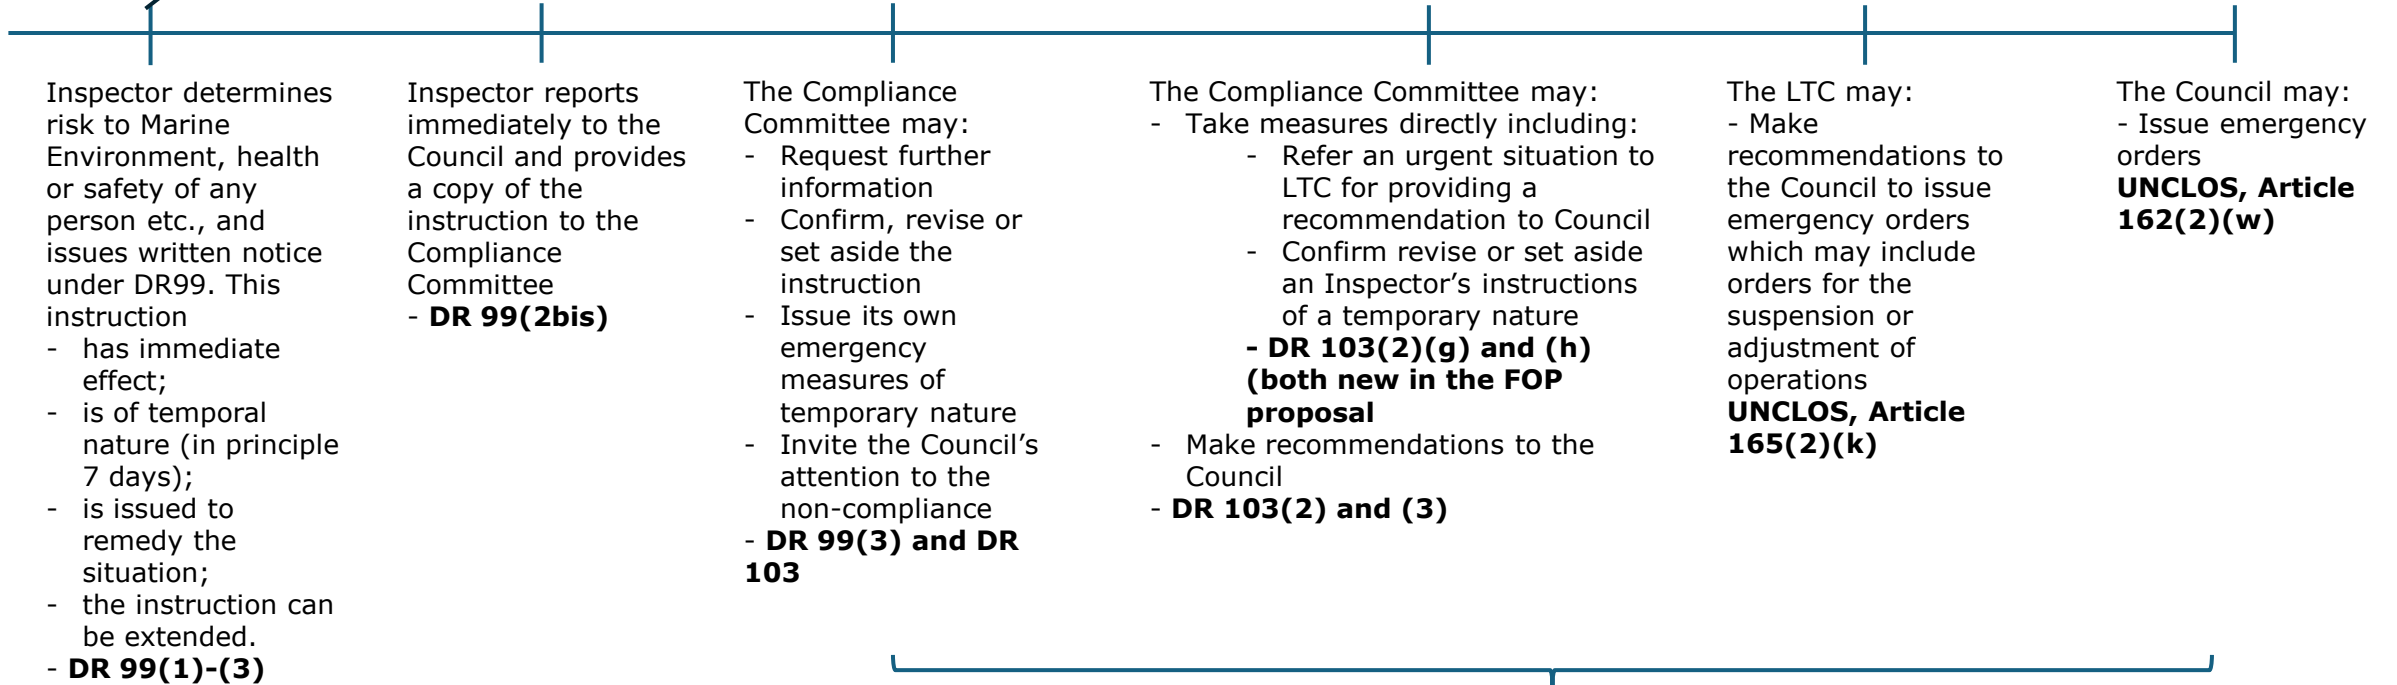 Inspector determines
risk to Marine
Environment, health
or safety of any
person etc., and
issues written notice
under DR99. This
instruction
- has immediate
effect;
- is of temporal
nature (in principle
7 days);
- is issued to
remedy the
situation;
- the instruction can
be extended.
- DR 99(1)-(3)
Inspector reports
immediately to the
Council and provides
a copy of the
instruction to the
Compliance
Committee
- DR 99(2bis)
The Compliance
Committee may:
- Request further
information
- Confirm, revise or
set aside the
instruction
- Issue its own
emergency
measures of
temporary nature
- Invite the Council’s
attention to the
non-compliance
- DR 99(3) and DR
103
The Compliance Committee may:
- Take measures directly including:
- Refer an urgent situation to
LTC for providing a
recommendation to Council
- Confirm revise or set aside
an Inspector’s instructions
of a temporary nature
- DR 103(2)(g) and (h)
(both new in the FOP
proposal
- Make recommendations to the
Council
- DR 103(2) and (3)
The LTC may:
- Make
recommendations to
the Council to issue
emergency orders
which may include
orders for the
suspension or
adjustment of
operations
UNCLOS, Article
165(2)(k)
The Council may:
- Issue emergency
orders
UNCLOS, Article
162(2)(w)